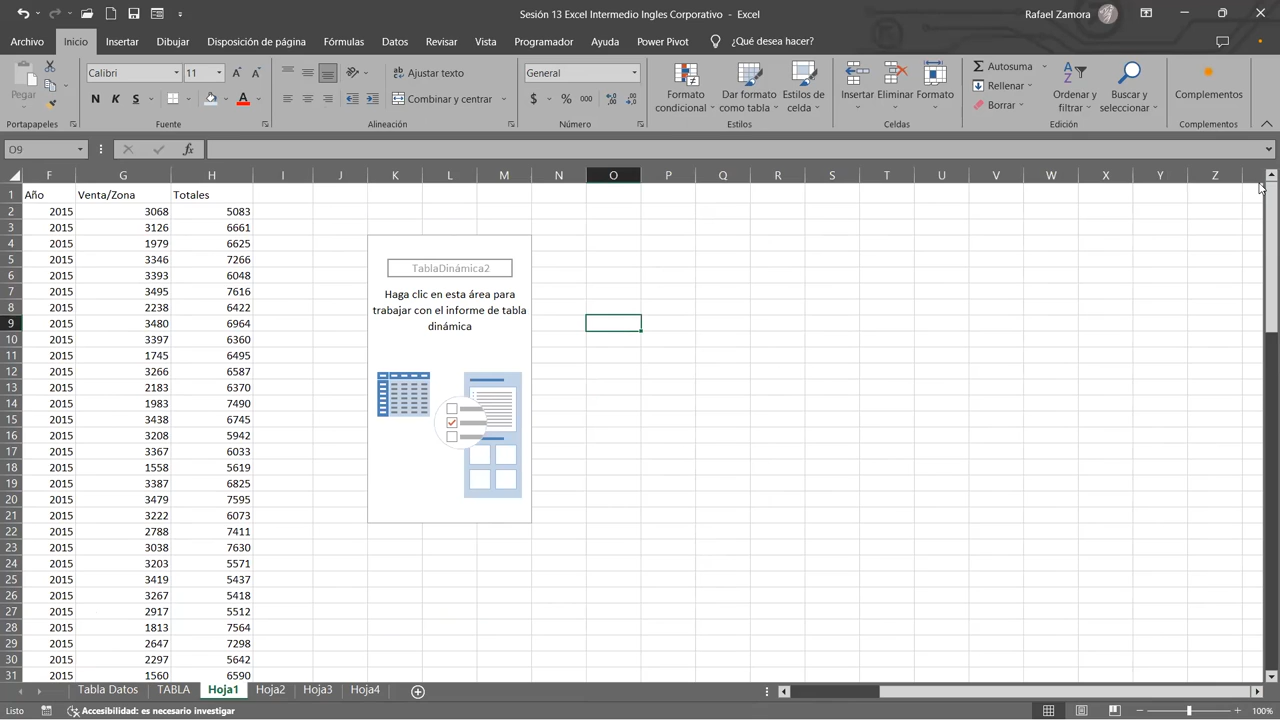 Sesión 13 Excel Intermedio Ingles Corporativo - Excel
Rafael Zamora
Archivo Inicio Insertar Dibujar Disposición de página Fórmulas Datos Revisar Vista Programador Ayuda Power Pivot ¿Qué desea hacer?
Pegar
Calibri 11
N K S
Ajustar texto
Combinar y centrar
General
$ % 000
Formato condicional
Dar formato como tabla
Estilos de celda
Insertar
Eliminar
Formato
Autosuma
Rellenar
Borrar
Ordenar y filtrar
Buscar y seleccionar
Complementos
Portapapeles Fuente Alineación Número Estilos Celdas Edición Complementos
O9 fx
F G H I J K L M N O P Q R S T U V W X Y Z
1 Año Venta/Zona Totales
2 2015 3068 5083
3 2015 3126 6661
4 2015 1979 6625
5 2015 3346 7266
6 2015 3393 6048
7 2015 3495 7616
8 2015 2238 6422
9 2015 3480 6964
10 2015 3397 6360
11 2015 1745 6495
12 2015 3266 6587
13 2015 2183 6370
14 2015 1983 7490
15 2015 3438 6745
16 2015 3208 5942
17 2015 3367 6033
18 2015 1558 5619
19 2015 3387 6825
20 2015 3479 7595
21 2015 3222 6073
22 2015 2788 7411
23 2015 3038 7630
24 2015 3203 5571
25 2015 3419 5437
26 2015 3267 5418
27 2015 2917 5512
28 2015 1813 7564
29 2015 2647 7298
30 2015 2297 5642
31 2015 1560 6590
TablaDinámica2
Haga clic en esta área para
trabajar con el informe de tabla
dinámica
Tabla Datos TABLA Hoja1 Hoja2 Hoja3 Hoja4
Listo Accesibilidad: es necesario investigar 100%